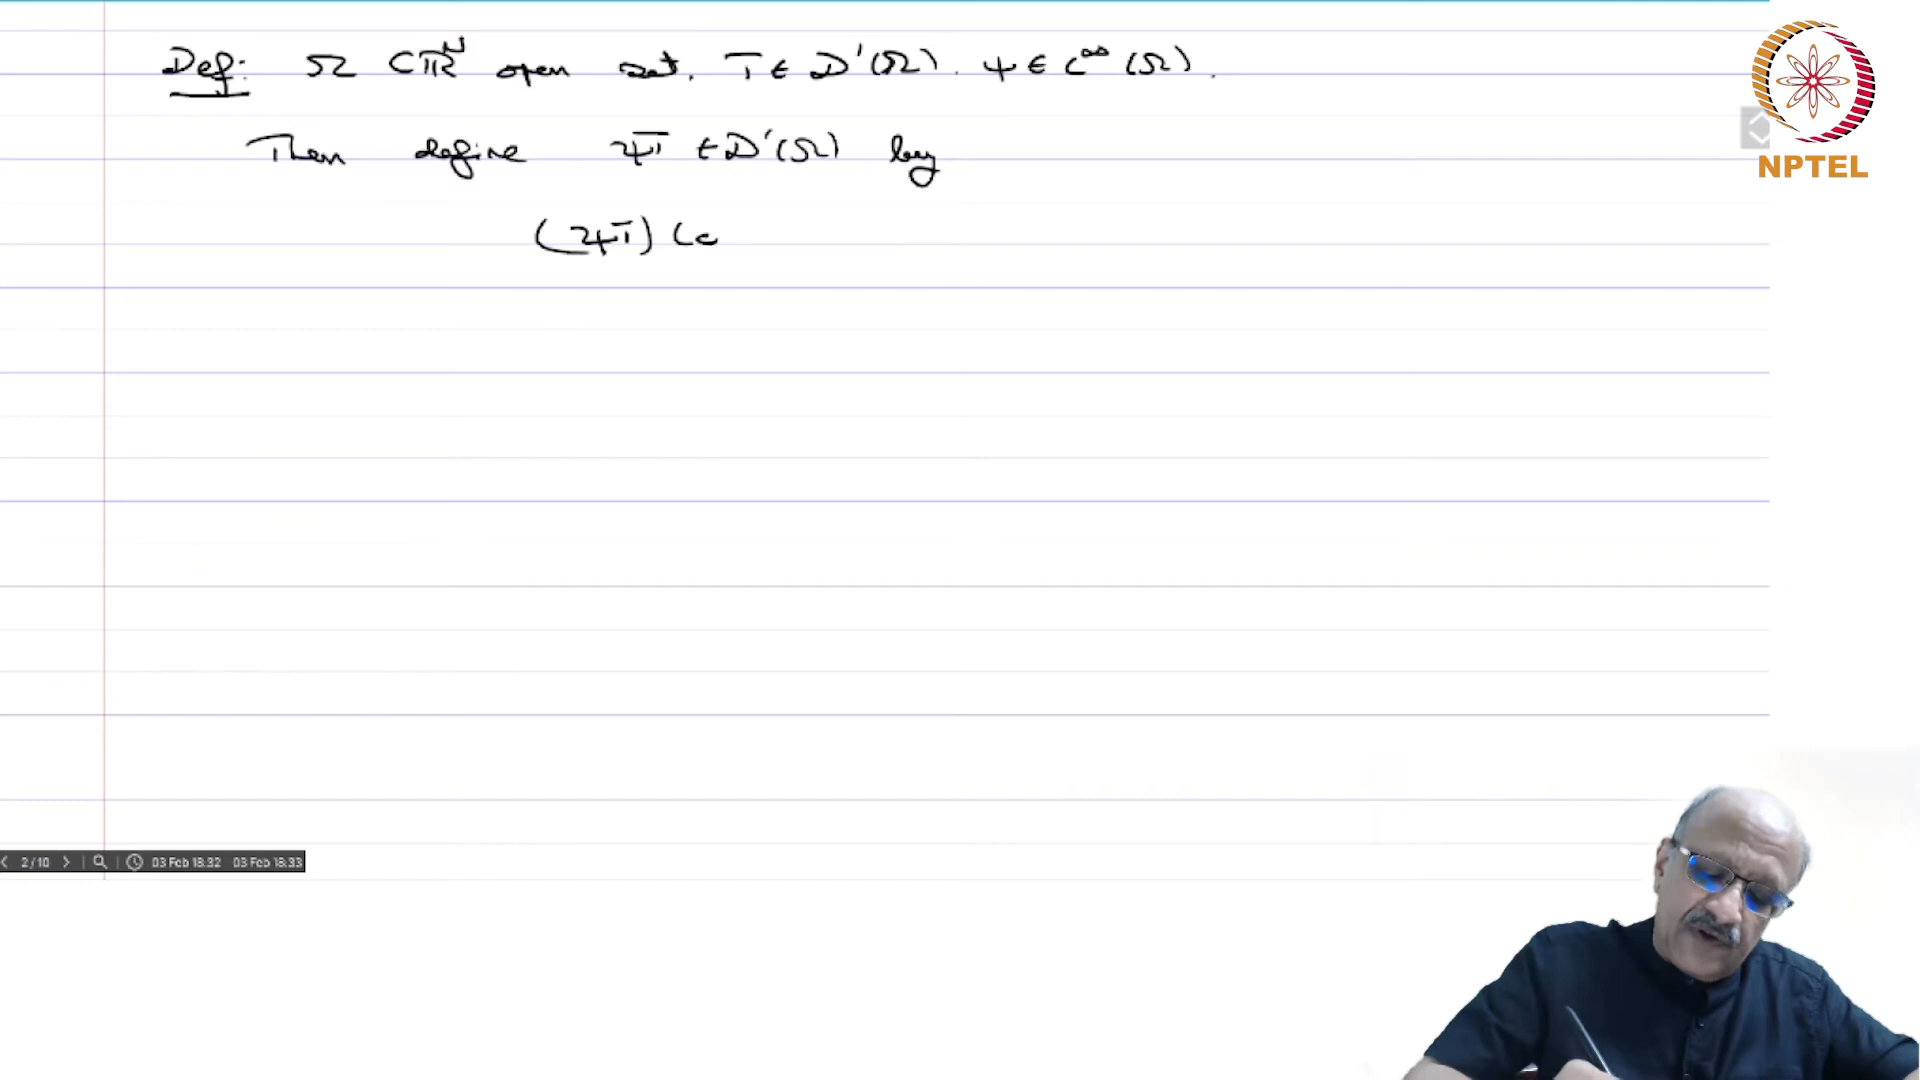 Def: Ω ⊂ ℝᴺ open set. T ∈ 𝒟'(Ω). ψ ∈ C^∞(Ω).
Then define ψT ∈ 𝒟'(Ω) by
(ψT)(
NPTEL
2/10 03 Feb 18:32 03 Feb 18:33